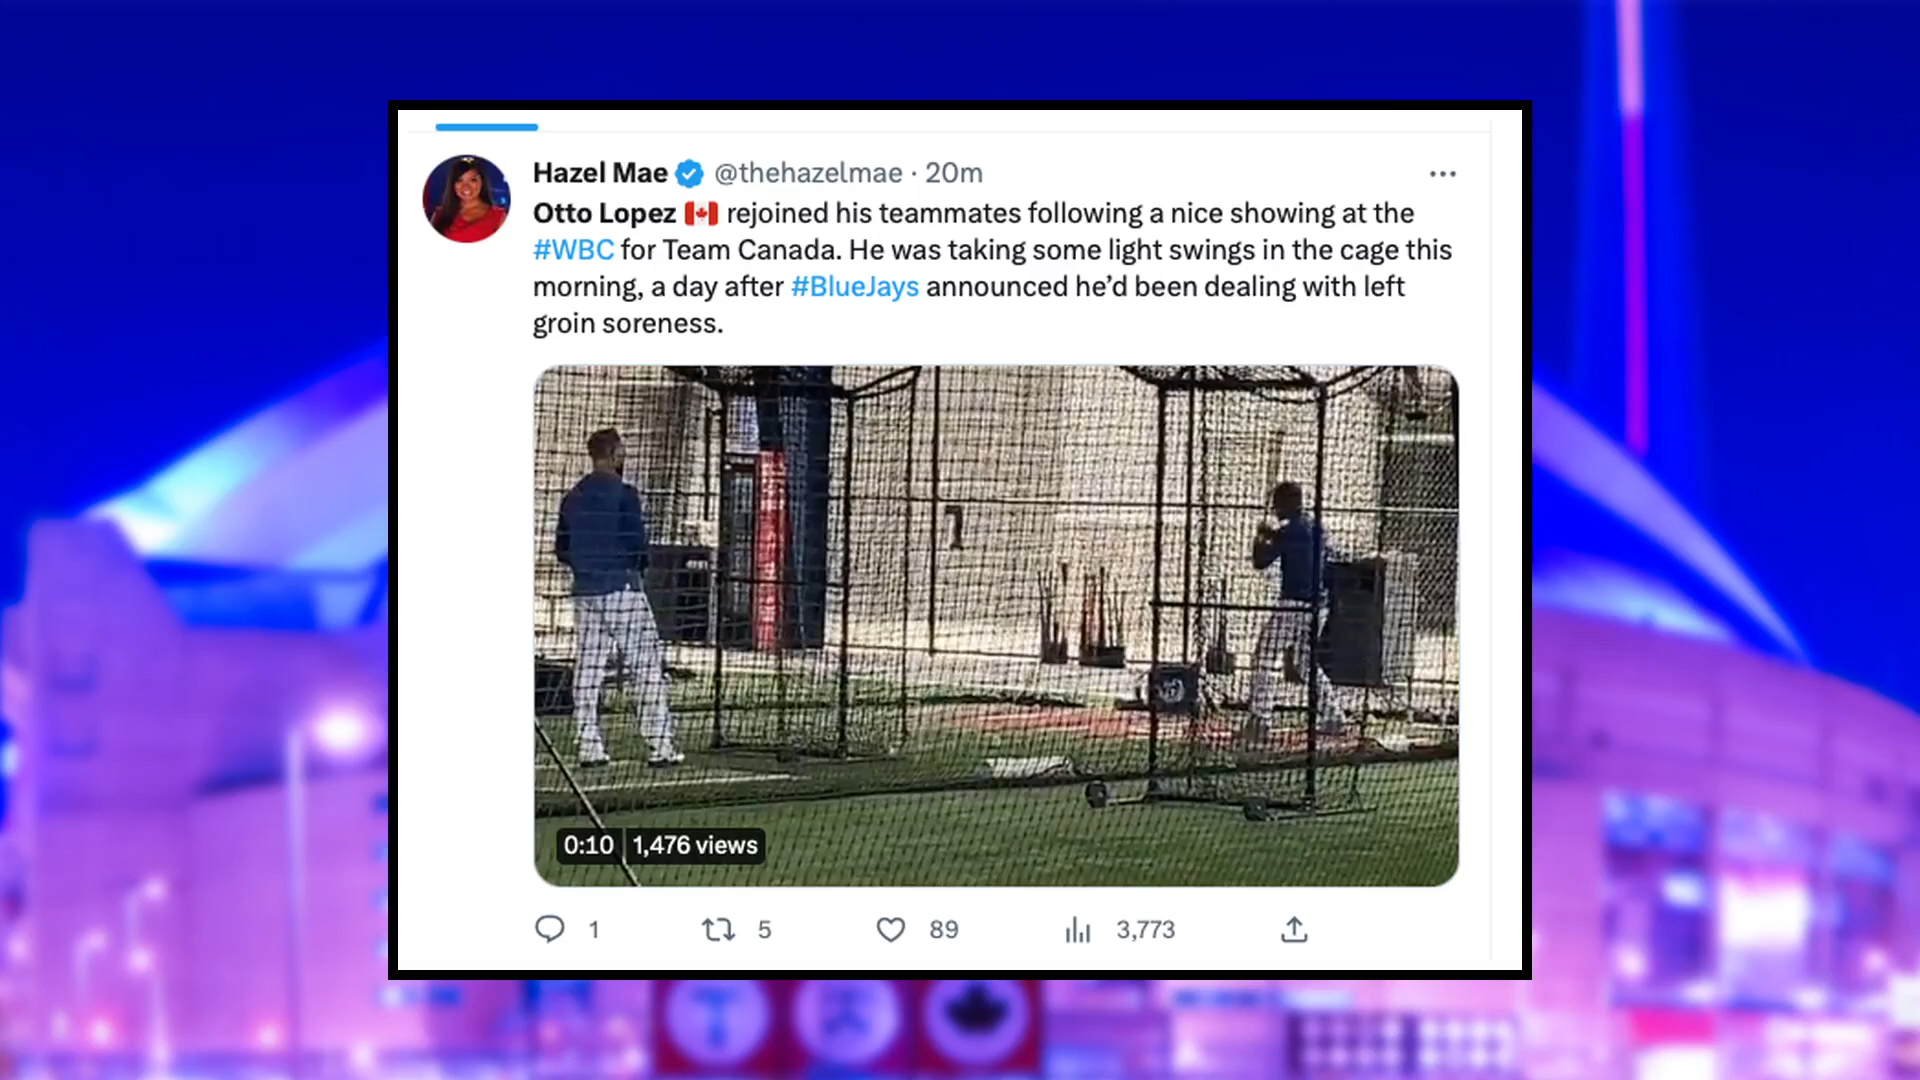 Hazel Mae @thehazelmae · 20m
Otto Lopez 🇨🇦 rejoined his teammates following a nice showing at the
#WBC for Team Canada. He was taking some light swings in the cage this
morning, a day after #BlueJays announced he’d been dealing with left
groin soreness.
0:10 1,476 views
1 5 89 3,773